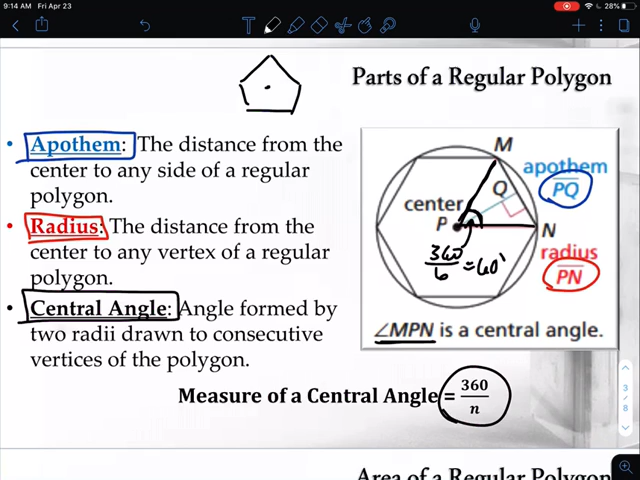 9:14 AM Fri Apr 23
28%
T
Parts of a Regular Polygon
• Apothem: The distance from the
center to any side of a regular
polygon.
• Radius: The distance from the
center to any vertex of a regular
polygon.
• Central Angle: Angle formed by
two radii drawn to consecutive
vertices of the polygon.
M
apothem
Q
PQ
center
P
N
360/6 = 60°
radius
PN
∠MPN is a central angle.
Measure of a Central Angle = 360/n
3/8
Area of a Regular Polygon